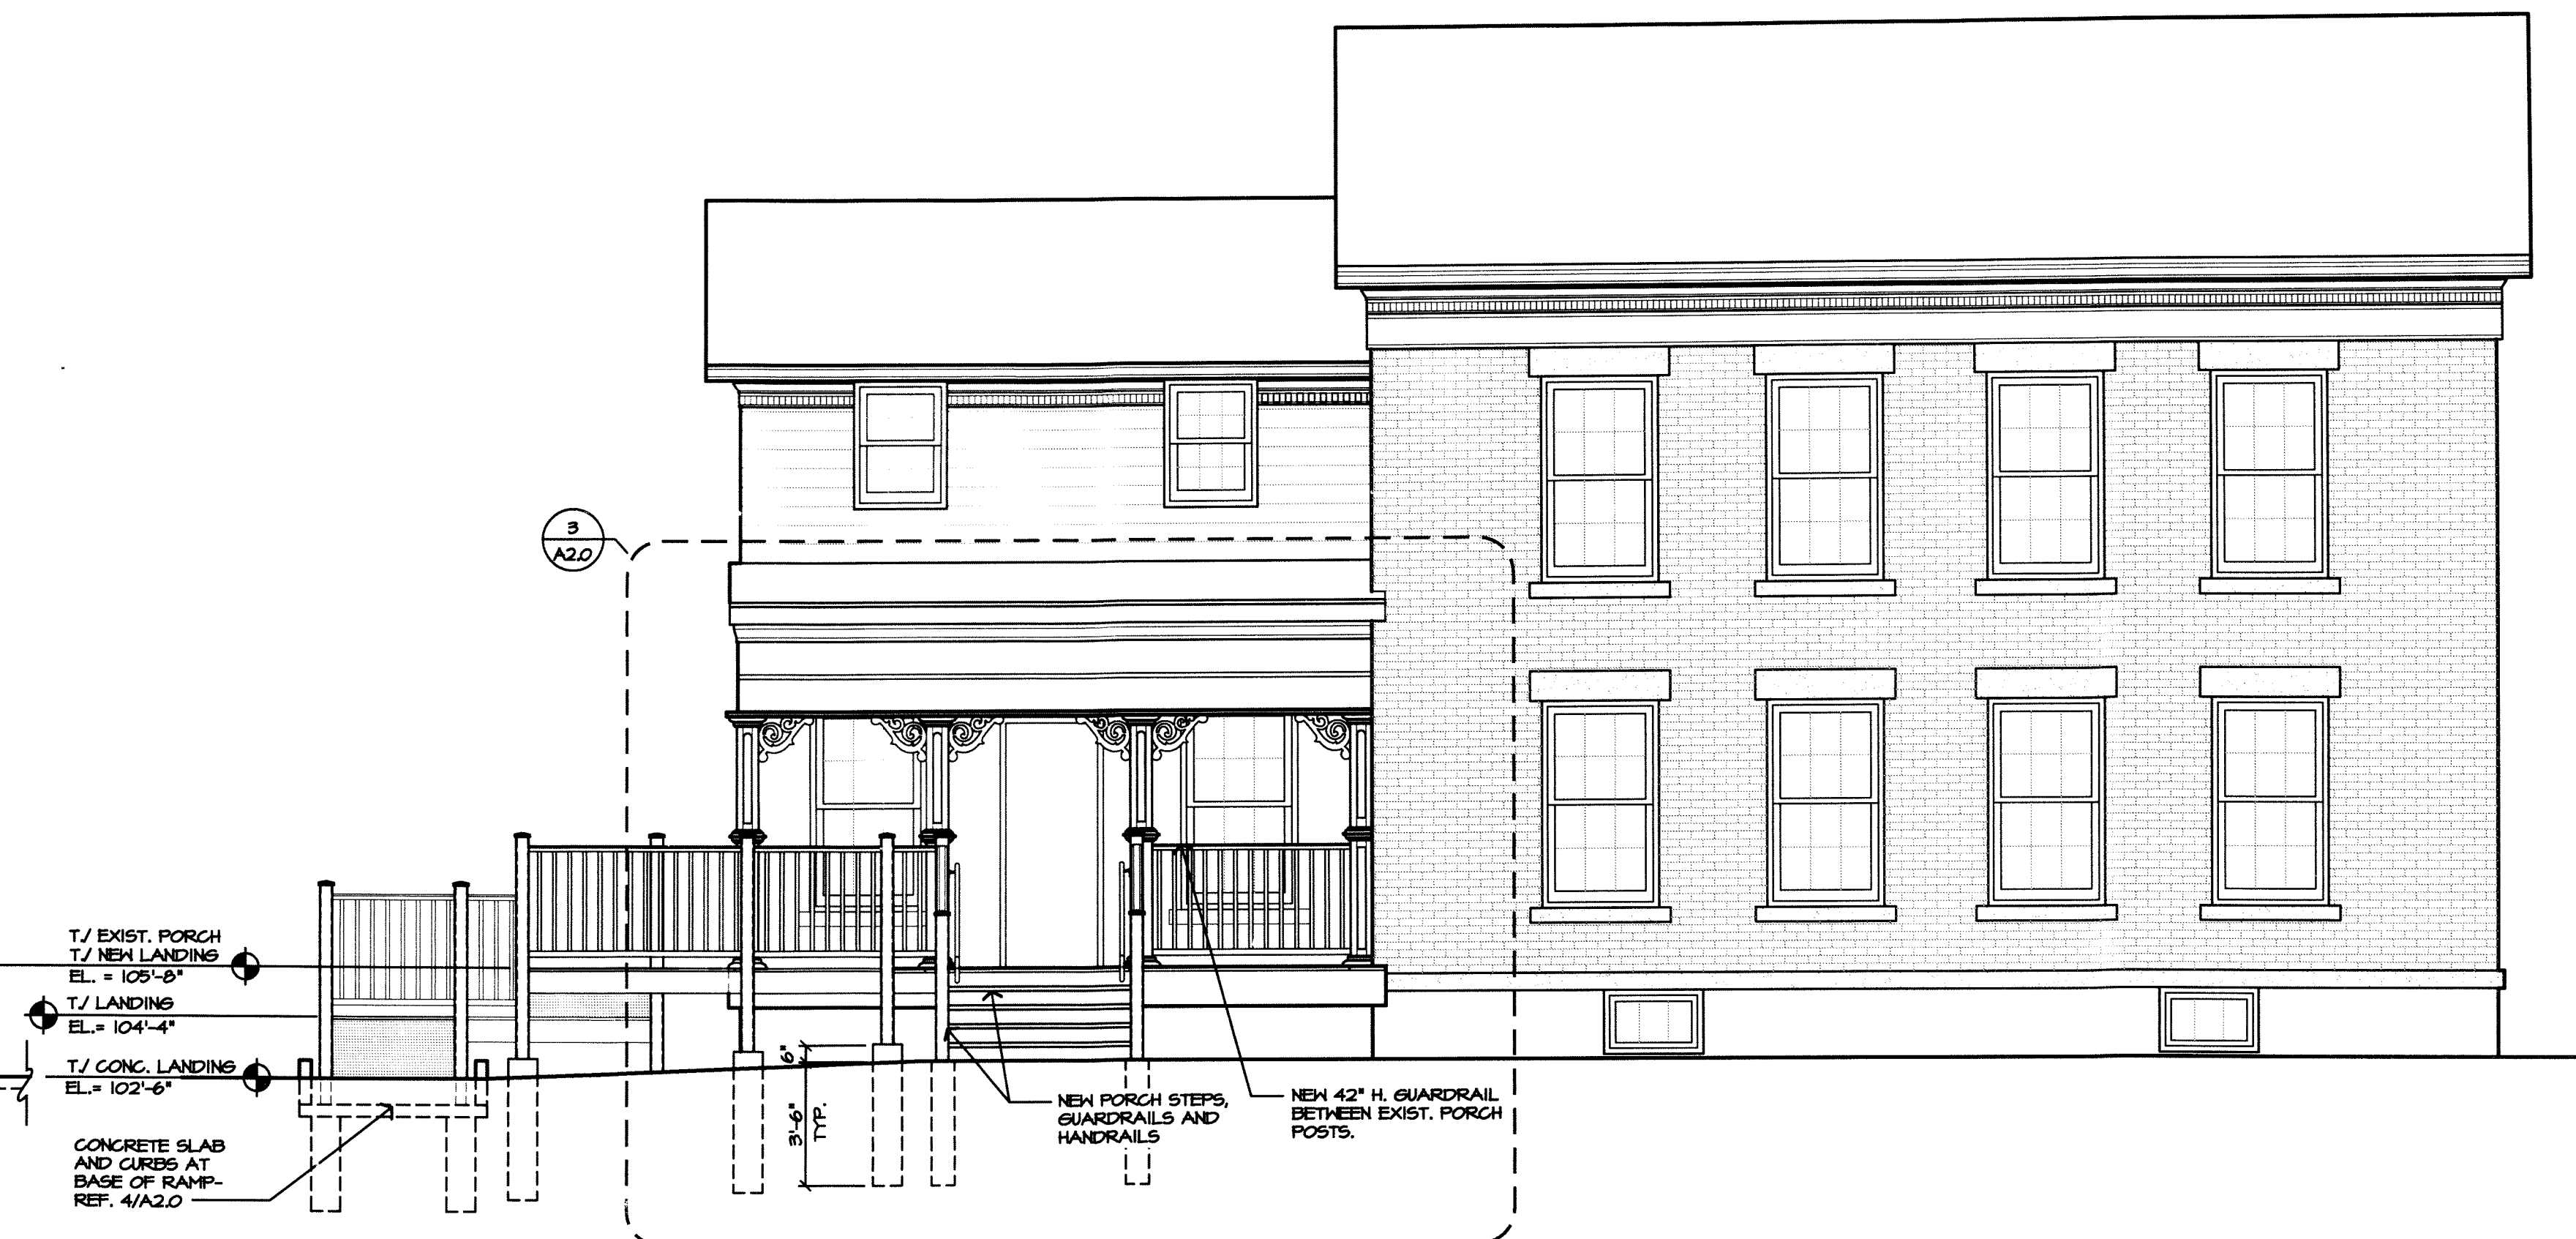 3
A2.0
T./ EXIST. PORCH
T./ NEW LANDING
EL. = 105'-8"
T./ LANDING
EL.= 104'-4"
T./ CONC. LANDING
EL.= 102'-6"
CONCRETE SLAB
AND CURBS AT
BASE OF RAMP-
REF. 4/A2.0
6"
3'-6"
TYP.
NEW PORCH STEPS,
GUARDRAILS AND
HANDRAILS
NEW 42" H. GUARDRAIL
BETWEEN EXIST. PORCH
POSTS.